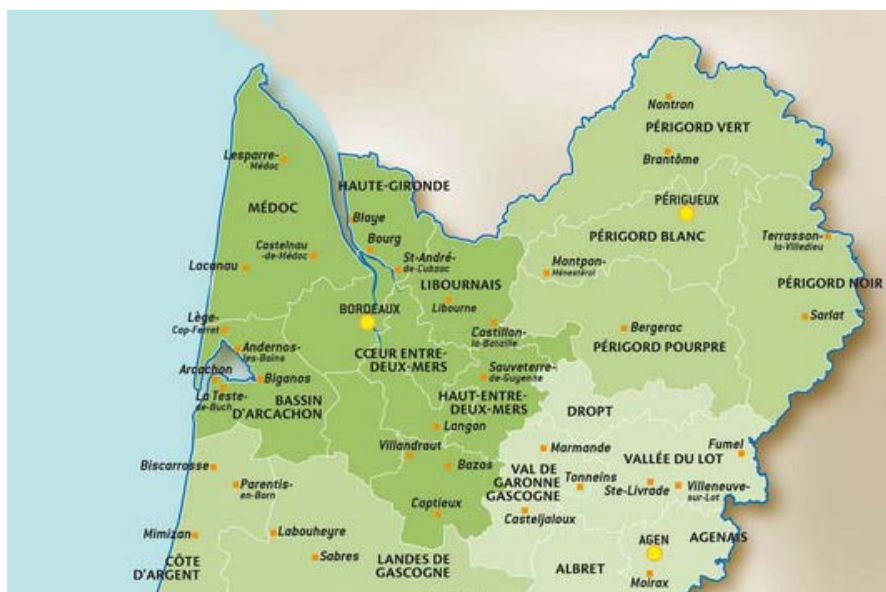 Nontron
PÉRIGORD VERT
Brantôme
Lesparre-
Médoc
HAUTE-GIRONDE
PÉRIGUEUX
MÉDOC
Blaye
PÉRIGORD BLANC
Terrasson-
la-Villedieu
Bourg
Castelnau
-de-Médoc
St-André-
de-Cubzac
Lacanau
Montpon-
Ménestérol
PÉRIGORD NOIR
LIBOURNAIS
Libourne
BORDEAUX
Sarlat
Lège-
Cap-Ferret
Castillon-
la-Bataille
Bergerac
PÉRIGORD POURPRE
Andernos-
les-Bains
CŒUR ENTRE-
DEUX-MERS
Sauveterre-
de-Guyenne
Arcachon
Biganos
La Teste-
de-Buch
BASSIN
D'ARCACHON
HAUT-ENTRE-
DEUX-MERS
DROPT
Langon
Villandraut
Marmande
Fumel
Biscarrosse
Bazas
VAL DE
GARONNE
GASCOGNE
VALLÉE DU LOT
Parentis-
en-Born
Tonneins
Ste-Livrade
Villeneuve-
sur-Lot
Captieux
Casteljaloux
Mimizan
Labouheyre
AGEN
AGENAIS
Sabres
CÔTE
D'ARGENT
LANDES DE
GASCOGNE
ALBRET
Moirax